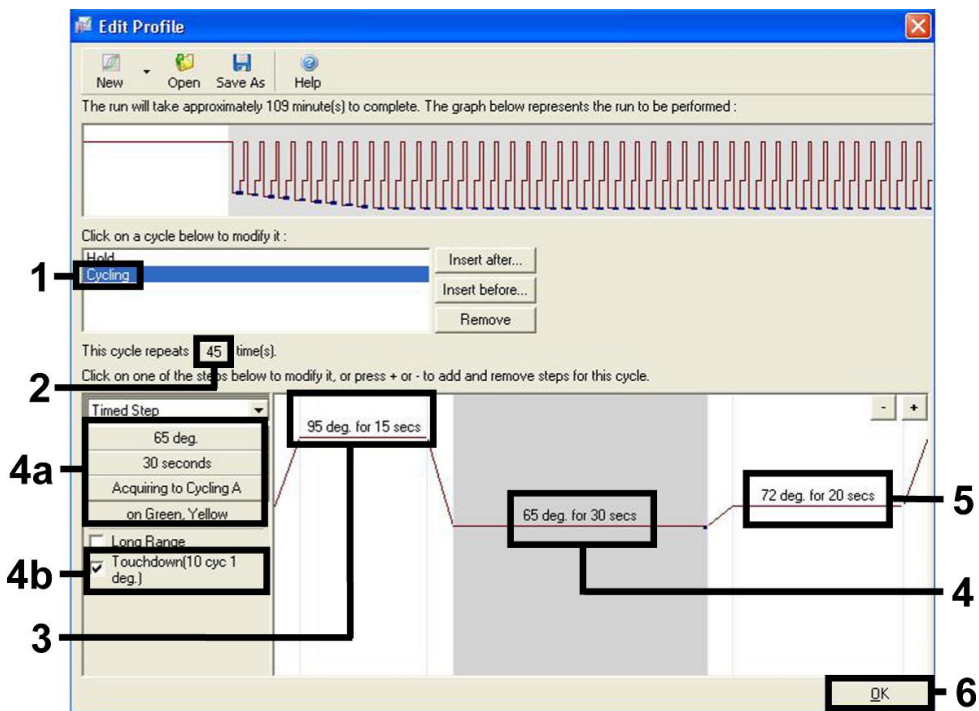 Edit Profile
New Open Save As Help
The run will take approximately 109 minute(s) to complete. The graph below represents the run to be performed :
Click on a cycle below to modify it :
Hold
1
Cycling
Insert after...
Insert before...
Remove
This cycle repeats 45 time(s).
2
Click on one of the steps below to modify it, or press + or - to add and remove steps for this cycle.
Timed Step
- +
4a
65 deg.
30 seconds
Acquiring to Cycling A
on Green, Yellow
Long Range
4b
Touchdown(10 cyc 1
deg.)
95 deg. for 15 secs
3
65 deg. for 30 secs
4
72 deg. for 20 secs
5
OK
6